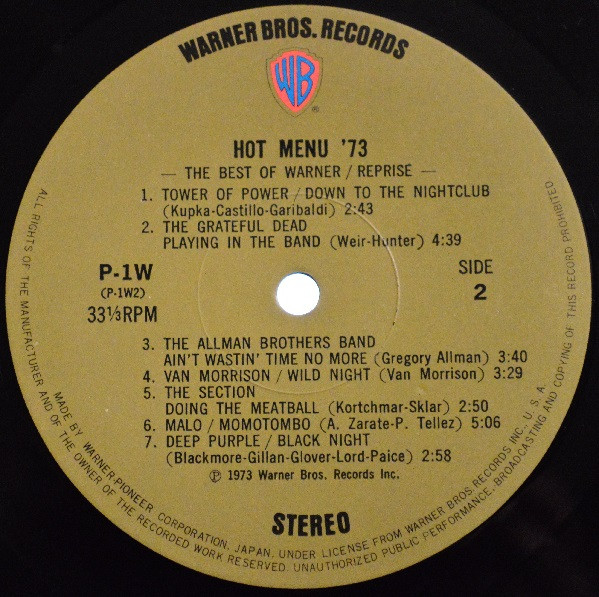 WARNER BROS. RECORDS
WB
®
HOT MENU '73
— THE BEST OF WARNER / REPRISE —
1. TOWER OF POWER / DOWN TO THE NIGHTCLUB
(Kupka-Castillo-Garibaldi) 2:43
2. THE GRATEFUL DEAD
PLAYING IN THE BAND (Weir-Hunter) 4:39
P-1W
(P-1W2)
33⅓ RPM
SIDE
2
3. THE ALLMAN BROTHERS BAND
AIN'T WASTIN' TIME NO MORE (Gregory Allman) 3:40
4. VAN MORRISON / WILD NIGHT (Van Morrison) 3:29
5. THE SECTION
DOING THE MEATBALL (Kortchmar-Sklar) 2:50
6. MALO / MOMOTOMBO (A. Zarate-P. Tellez) 5:06
7. DEEP PURPLE / BLACK NIGHT
(Blackmore-Gillan-Glover-Lord-Paice) 2:58
℗ 1973 Warner Bros. Records Inc.
STEREO
MADE BY WARNER-PIONEER CORPORATION, JAPAN. UNDER LICENSE FROM WARNER BROS. RECORDS INC. U. S. A.
ALL RIGHTS OF THE MANUFACTURER AND OF THE OWNER OF THE RECORDED WORK RESERVED. UNAUTHORIZED PUBLIC PERFORMANCE, BROADCASTING AND COPYING OF THIS RECORD PROHIBITED